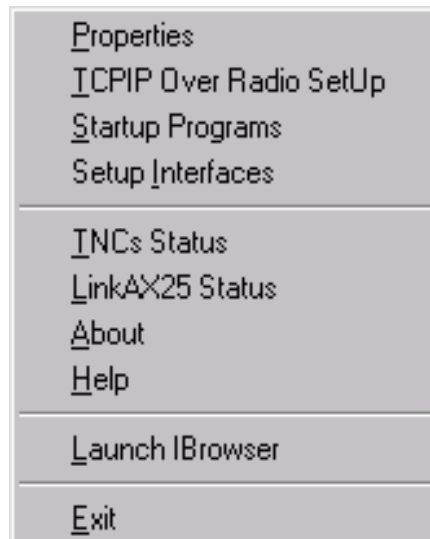 Properties
TCPIP Over Radio SetUp
Startup Programs
Setup Interfaces
TNCs Status
LinkAX25 Status
About
Help
Launch IBrowser
Exit